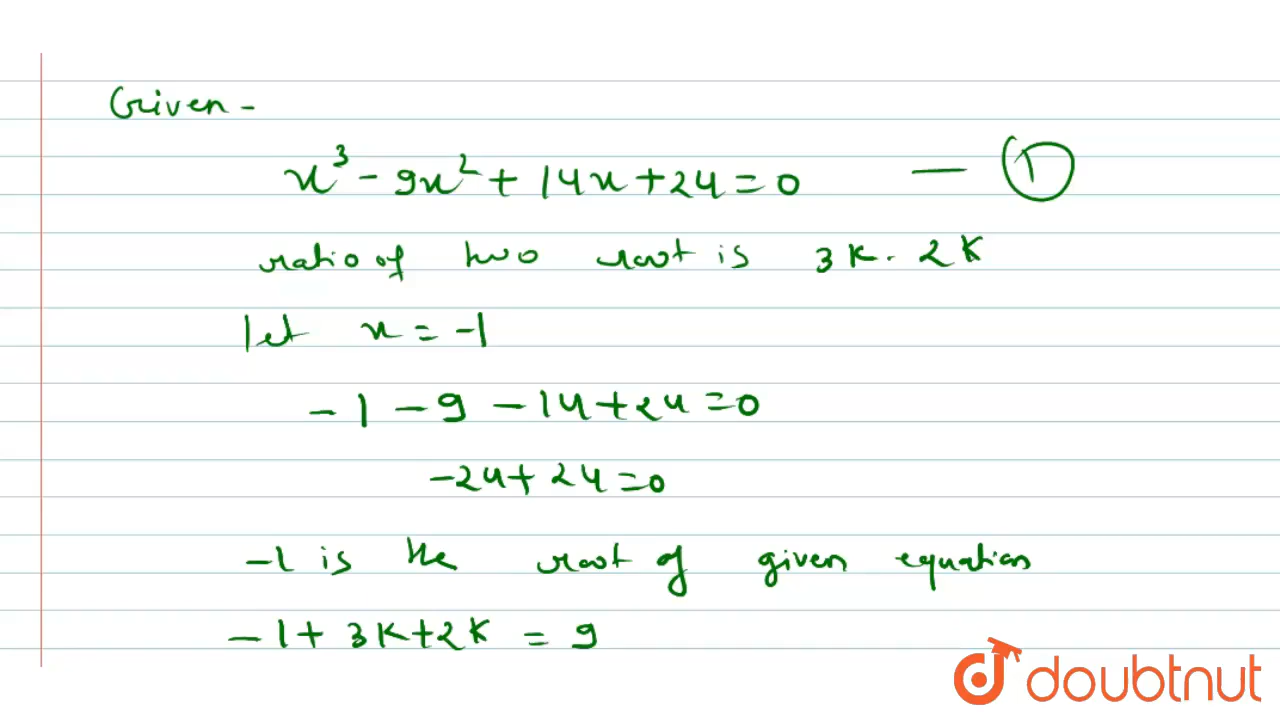 Given -
x³ - 9x² + 14x + 24 = 0 — ①
ratio of two root is 3K. 2K
let x = -1
- 1 - 9 - 14 + 24 = 0
-24 + 24 = 0
-1 is the root of given equation
- 1 + 3K + 2K = 9
doubtnut